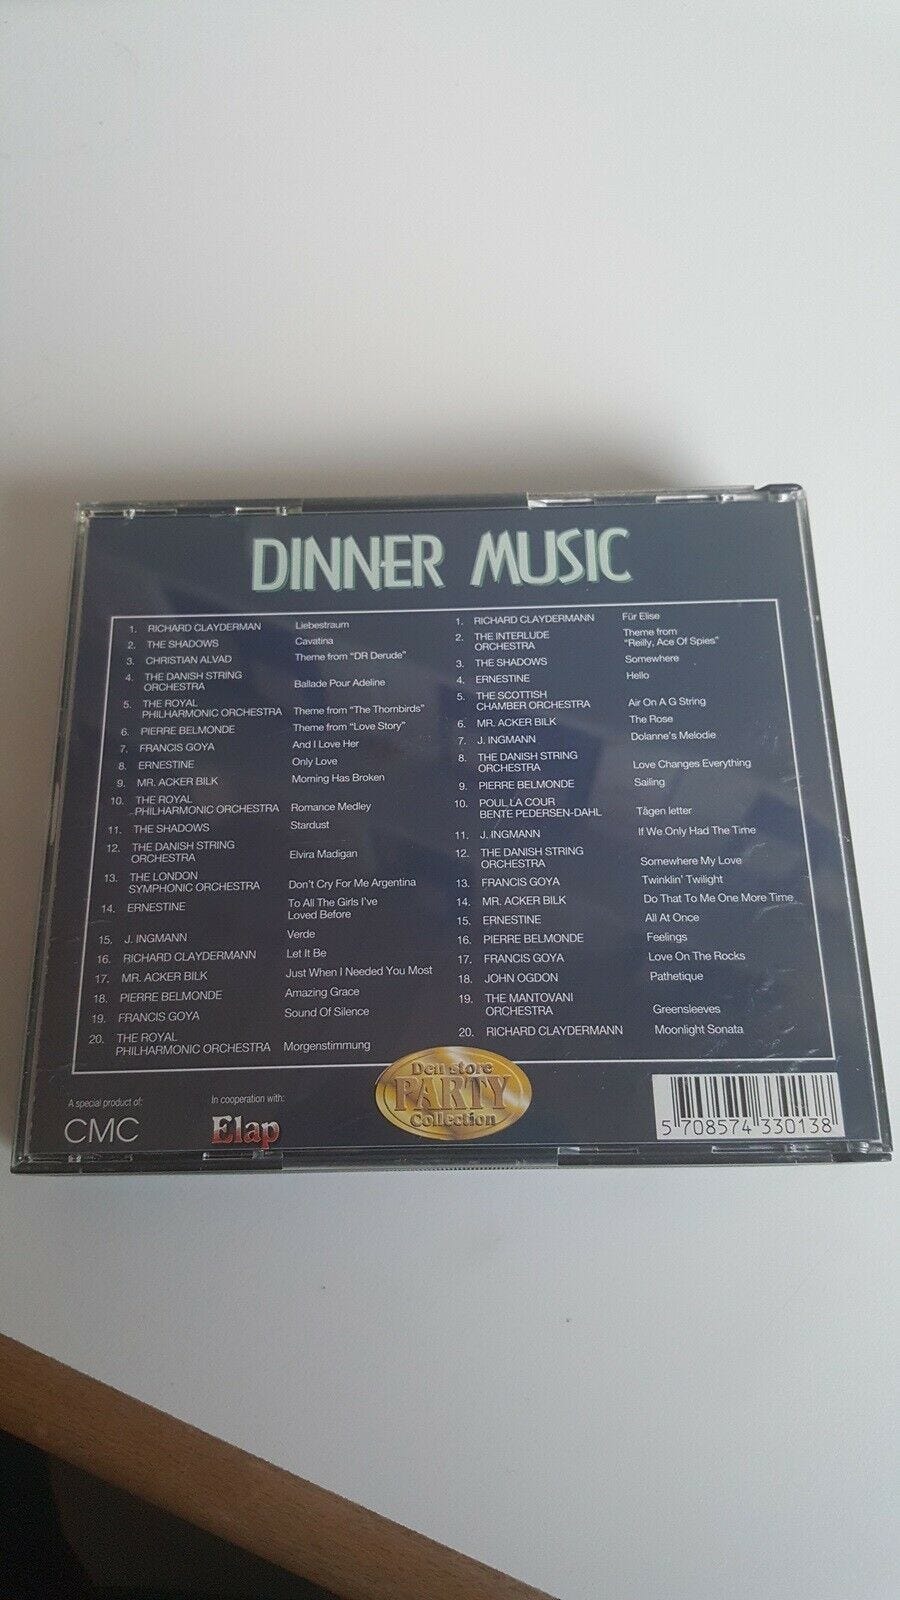 DINNER MUSIC
1. RICHARD CLAYDERMAN Liebestraum
2. THE SHADOWS Cavatina
3. CHRISTIAN ALVAD Theme from "DR Derude"
4. THE DANISH STRING
ORCHESTRA Ballade Pour Adeline
5. THE ROYAL
PHILHARMONIC ORCHESTRA Theme from "The Thornbirds"
6. PIERRE BELMONDE Theme from "Love Story"
7. FRANCIS GOYA And I Love Her
8. ERNESTINE Only Love
9. MR. ACKER BILK Morning Has Broken
10. THE ROYAL
PHILHARMONIC ORCHESTRA Romance Medley
11. THE SHADOWS Stardust
12. THE DANISH STRING
ORCHESTRA Elvira Madigan
13. THE LONDON
SYMPHONIC ORCHESTRA Don't Cry For Me Argentina
14. ERNESTINE To All The Girls I've
Loved Before
15. J. INGMANN Verde
16. RICHARD CLAYDERMANN Let It Be
17. MR. ACKER BILK Just When I Needed You Most
18. PIERRE BELMONDE Amazing Grace
19. FRANCIS GOYA Sound Of Silence
20. THE ROYAL
PHILHARMONIC ORCHESTRA Morgenstimmung
1. RICHARD CLAYDERMANN Für Elise
2. THE INTERLUDE Theme from
ORCHESTRA "Reilly, Ace Of Spies"
3. THE SHADOWS Somewhere
4. ERNESTINE Hello
5. THE SCOTTISH
CHAMBER ORCHESTRA Air On A G String
6. MR. ACKER BILK The Rose
7. J. INGMANN Dolanne's Melodie
8. THE DANISH STRING
ORCHESTRA Love Changes Everything
9. PIERRE BELMONDE Sailing
10. POUL LA COUR
BENTE PEDERSEN-DAHL Tågen letter
11. J. INGMANN If We Only Had The Time
12. THE DANISH STRING
ORCHESTRA Somewhere My Love
13. FRANCIS GOYA Twinklin' Twilight
14. MR. ACKER BILK Do That To Me One More Time
15. ERNESTINE All At Once
16. PIERRE BELMONDE Feelings
17. FRANCIS GOYA Love On The Rocks
18. JOHN OGDON Pathetique
19. THE MANTOVANI
ORCHESTRA Greensleeves
20. RICHARD CLAYDERMANN Moonlight Sonata
A special product of:
CMC
In cooperation with:
Elap
Den store
PARTY
Collection
5 708574 330138